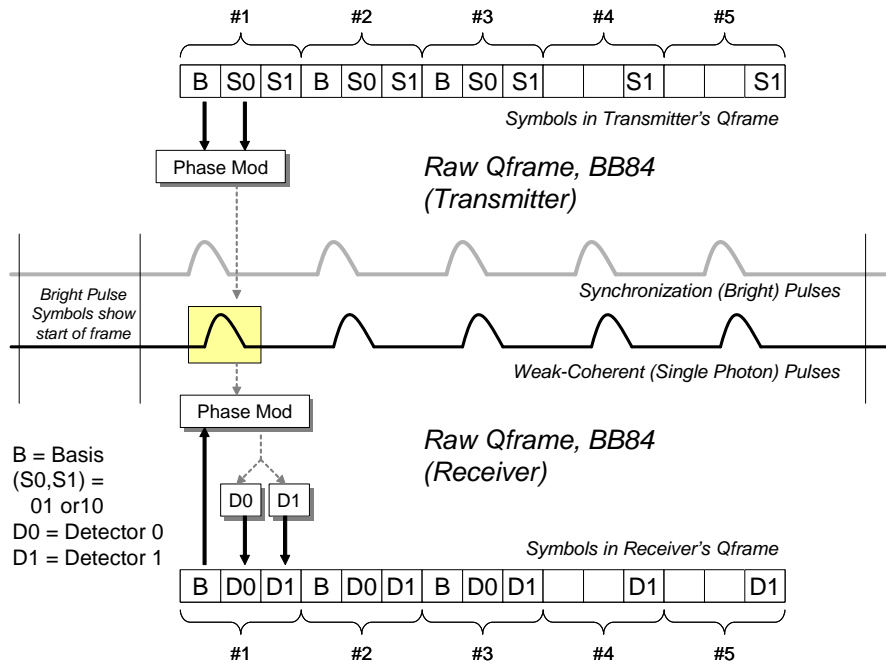 #1 #2 #3 #4 #5
B S0 S1 B S0 S1 B S0 S1 S1 S1
Symbols in Transmitter's Qframe
Phase Mod
Raw Qframe, BB84
(Transmitter)
Bright Pulse
Symbols show
start of frame
Synchronization (Bright) Pulses
Weak-Coherent (Single Photon) Pulses
Phase Mod
Raw Qframe, BB84
(Receiver)
B = Basis
(S0,S1) =
01 or10
D0 = Detector 0
D1 = Detector 1
D0 D1
Symbols in Receiver's Qframe
B D0 D1 B D0 D1 B D0 D1 D1 D1
#1 #2 #3 #4 #5